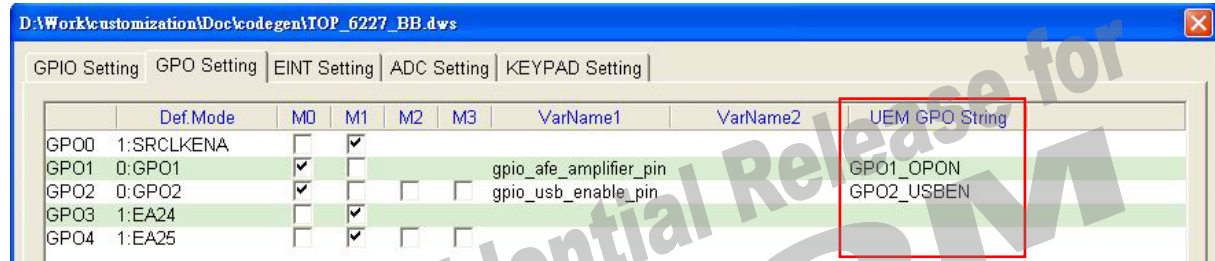 D:\Work\customization\Doc\codegen\TOP_6227_BB.dws
GPIO Setting GPO Setting EINT Setting ADC Setting KEYPAD Setting
Def.Mode M0 M1 M2 M3 VarName1 VarName2 UEM GPO String
GPO0 1:SRCLKENA
GPO1 0:GPO1 gpio_afe_amplifier_pin GPO1_OPON
GPO2 0:GPO2 gpio_usb_enable_pin GPO2_USBEN
GPO3 1:EA24
GPO4 1:EA25
Release for